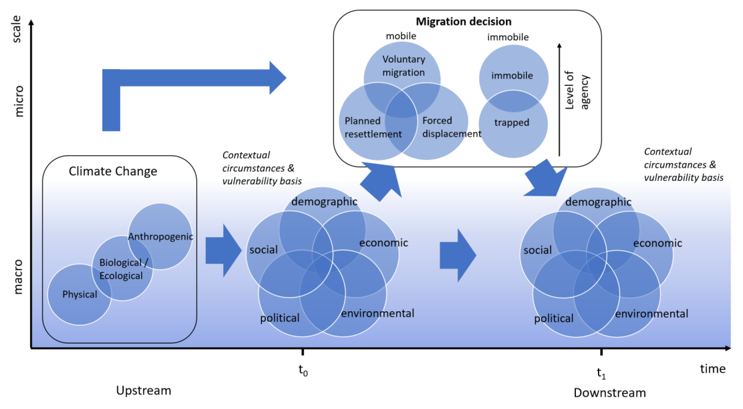 scale
micro
macro
Migration decision
mobile
immobile
Voluntary
migration
Planned
resettlement
Forced
displacement
immobile
trapped
Level of
agency
Climate Change
Anthropogenic
Biological /
Ecological
Physical
Contextual
circumstances &
vulnerability basis
demographic
social
economic
political
environmental
Contextual
circumstances &
vulnerability basis
demographic
social
economic
political
environmental
t0
t1
time
Upstream
Downstream